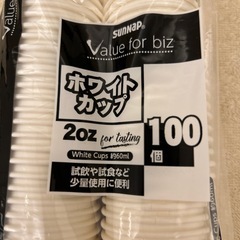 SUNNAP
Value for biz
ホワイト
カップ
2oz for tasting
100
個
White Cups 約60ml
試飲や試食など
少量使用に便利